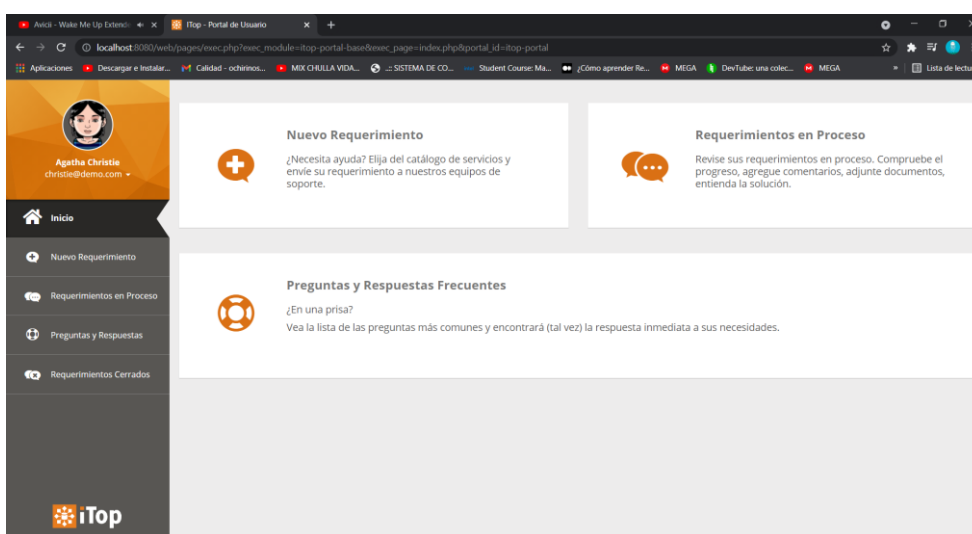 Avicii - Wake Me Up Extende
iTop - Portal de Usuario
localhost:8080/web/pages/exec.php?exec_module=itop-portal-base&exec_page=index.php&portal_id=itop-portal
Aplicaciones
Descargar e Instalar...
Calidad - ochirinos...
MIX CHULLA VIDA...
..:: SISTEMA DE CO...
Student Course: Ma...
¿Cómo aprender Re...
MEGA
DevTube: una colec...
MEGA
»
Lista de lectu
Agatha Christie
christie@demo.com
Inicio
Nuevo Requerimiento
Requerimientos en Proceso
Preguntas y Respuestas
Requerimientos Cerrados
iTop
Nuevo Requerimiento
¿Necesita ayuda? Elija del catálogo de servicios y
envíe su requerimiento a nuestros equipos de
soporte.
Requerimientos en Proceso
Revise sus requerimientos en proceso. Compruebe el
progreso, agregue comentarios, adjunte documentos,
entienda la solución.
Preguntas y Respuestas Frecuentes
¿En una prisa?
Vea la lista de las preguntas más comunes y encontrará (tal vez) la respuesta inmediata a sus necesidades.